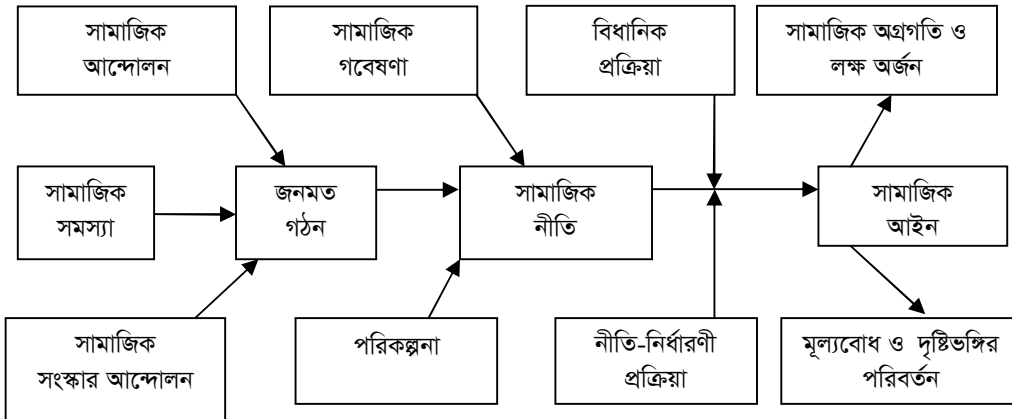 সামাজিক
আন্দোলন
সামাজিক
গবেষণা
বিধানিক
প্রক্রিয়া
সামাজিক অগ্রগতি ও
লক্ষ অর্জন
সামাজিক
সমস্যা
জনমত
গঠন
সামাজিক
নীতি
সামাজিক
আইন
সামাজিক
সংস্কার আন্দোলন
পরিকল্পনা
নীতি-নির্ধারণী
প্রক্রিয়া
মূল্যবোধ ও দৃষ্টিভঙ্গির
পরিবর্তন